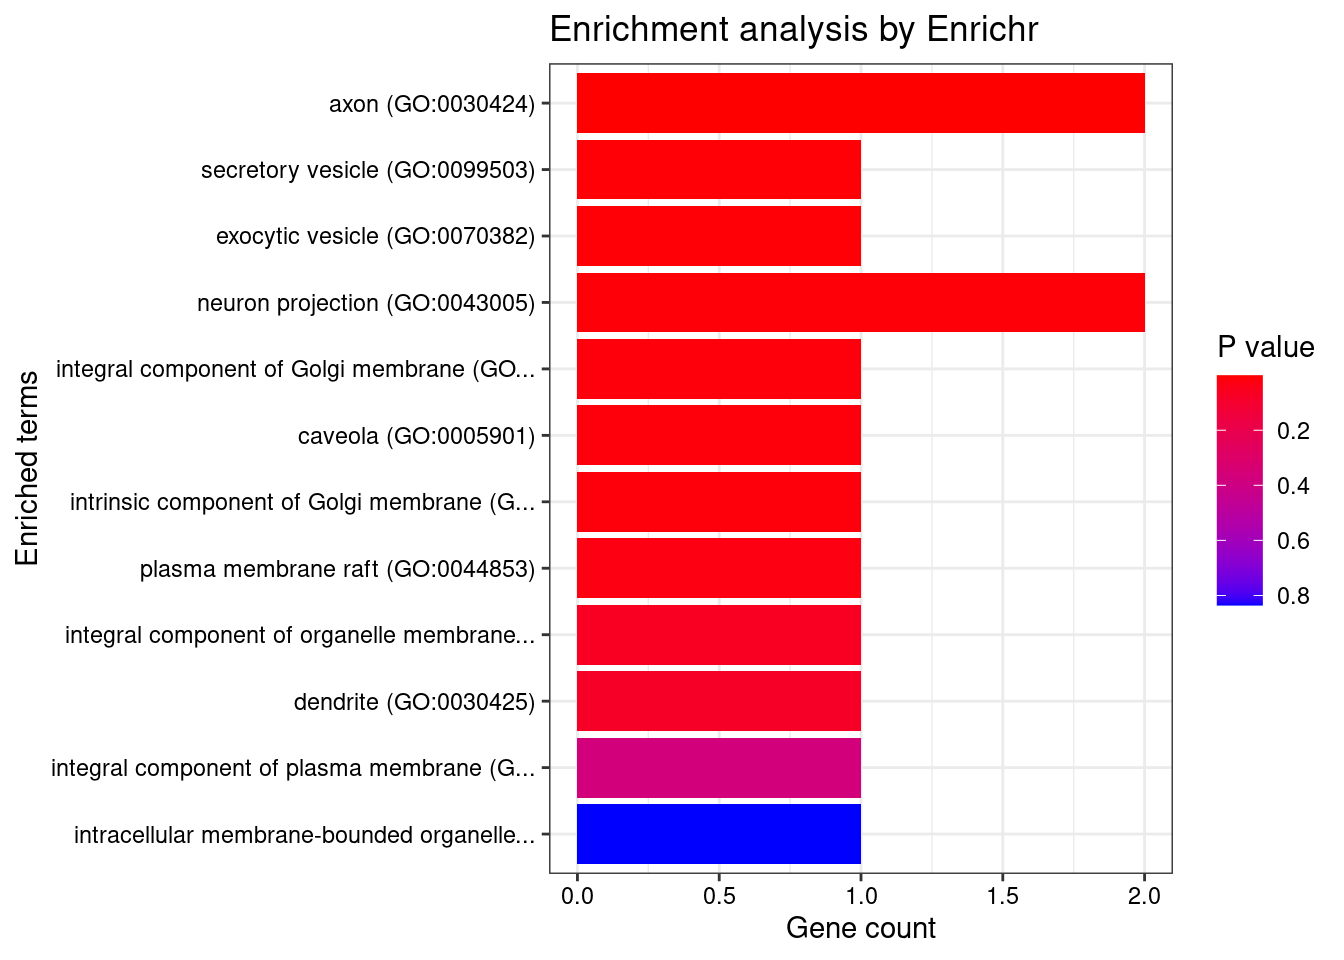 Enrichment analysis by Enrichr
axon (GO:0030424)
secretory vesicle (GO:0099503)
exocytic vesicle (GO:0070382)
neuron projection (GO:0043005)
integral component of Golgi membrane (GO...
caveola (GO:0005901)
intrinsic component of Golgi membrane (G...
plasma membrane raft (GO:0044853)
integral component of organelle membrane...
dendrite (GO:0030425)
integral component of plasma membrane (G...
intracellular membrane-bounded organelle...
Enriched terms
0.0 0.5 1.0 1.5 2.0
Gene count
P value
0.2
0.4
0.6
0.8